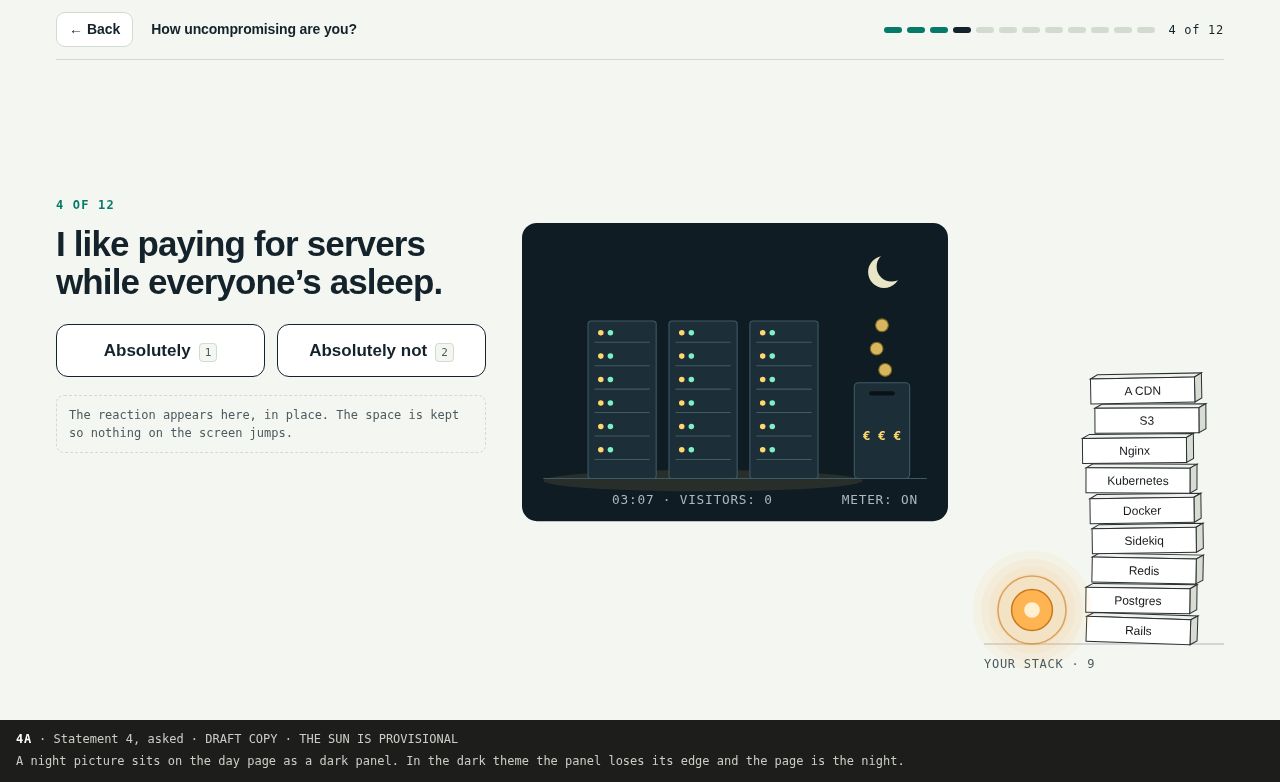 ← Back
How uncompromising are you?
4 of 12
4 OF 12
I like paying for servers
while everyone’s asleep.
Absolutely 1
Absolutely not 2
The reaction appears here, in place. The space is kept
so nothing on the screen jumps.
€ € €
03:07 · VISITORS: 0
METER: ON
A CDN
S3
Nginx
Kubernetes
Docker
Sidekiq
Redis
Postgres
Rails
YOUR STACK · 9
4A · Statement 4, asked · DRAFT COPY · THE SUN IS PROVISIONAL
A night picture sits on the day page as a dark panel. In the dark theme the panel loses its edge and the page is the night.